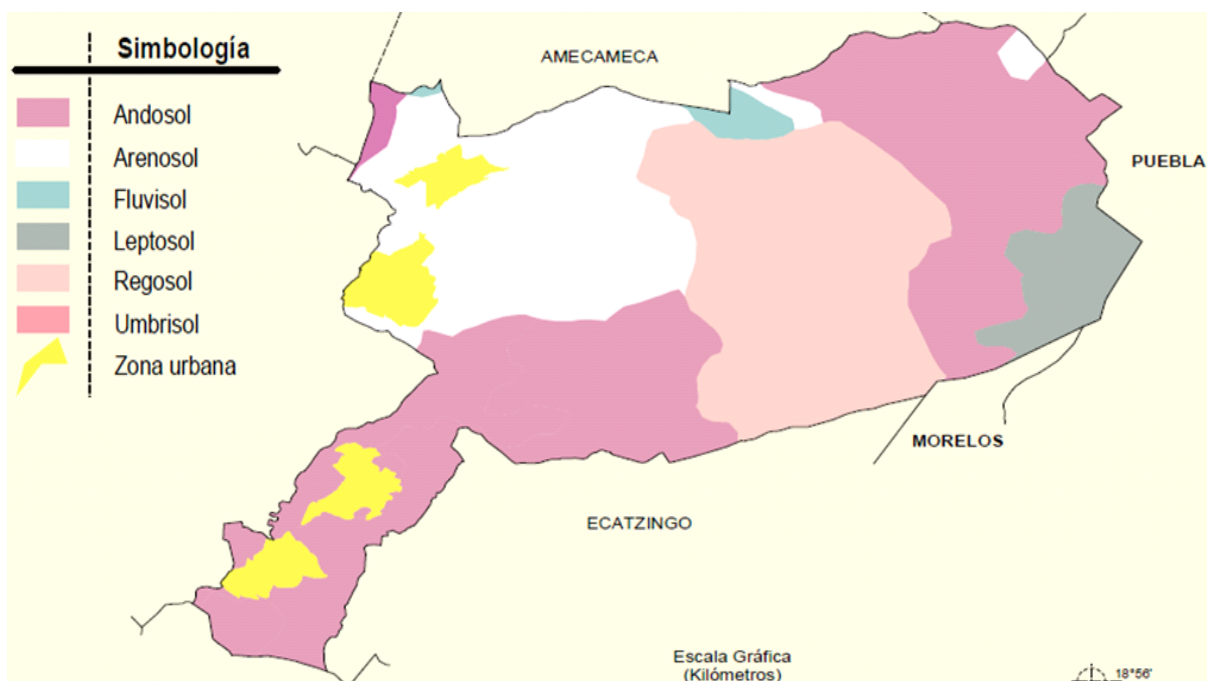 Simbología
Andosol
Arenosol
Fluvisol
Leptosol
Regosol
Umbrisol
Zona urbana
AMECAMECA
PUEBLA
MORELOS
ECATZINGO
Escala Gráfica
(Kilómetros)
18°56'